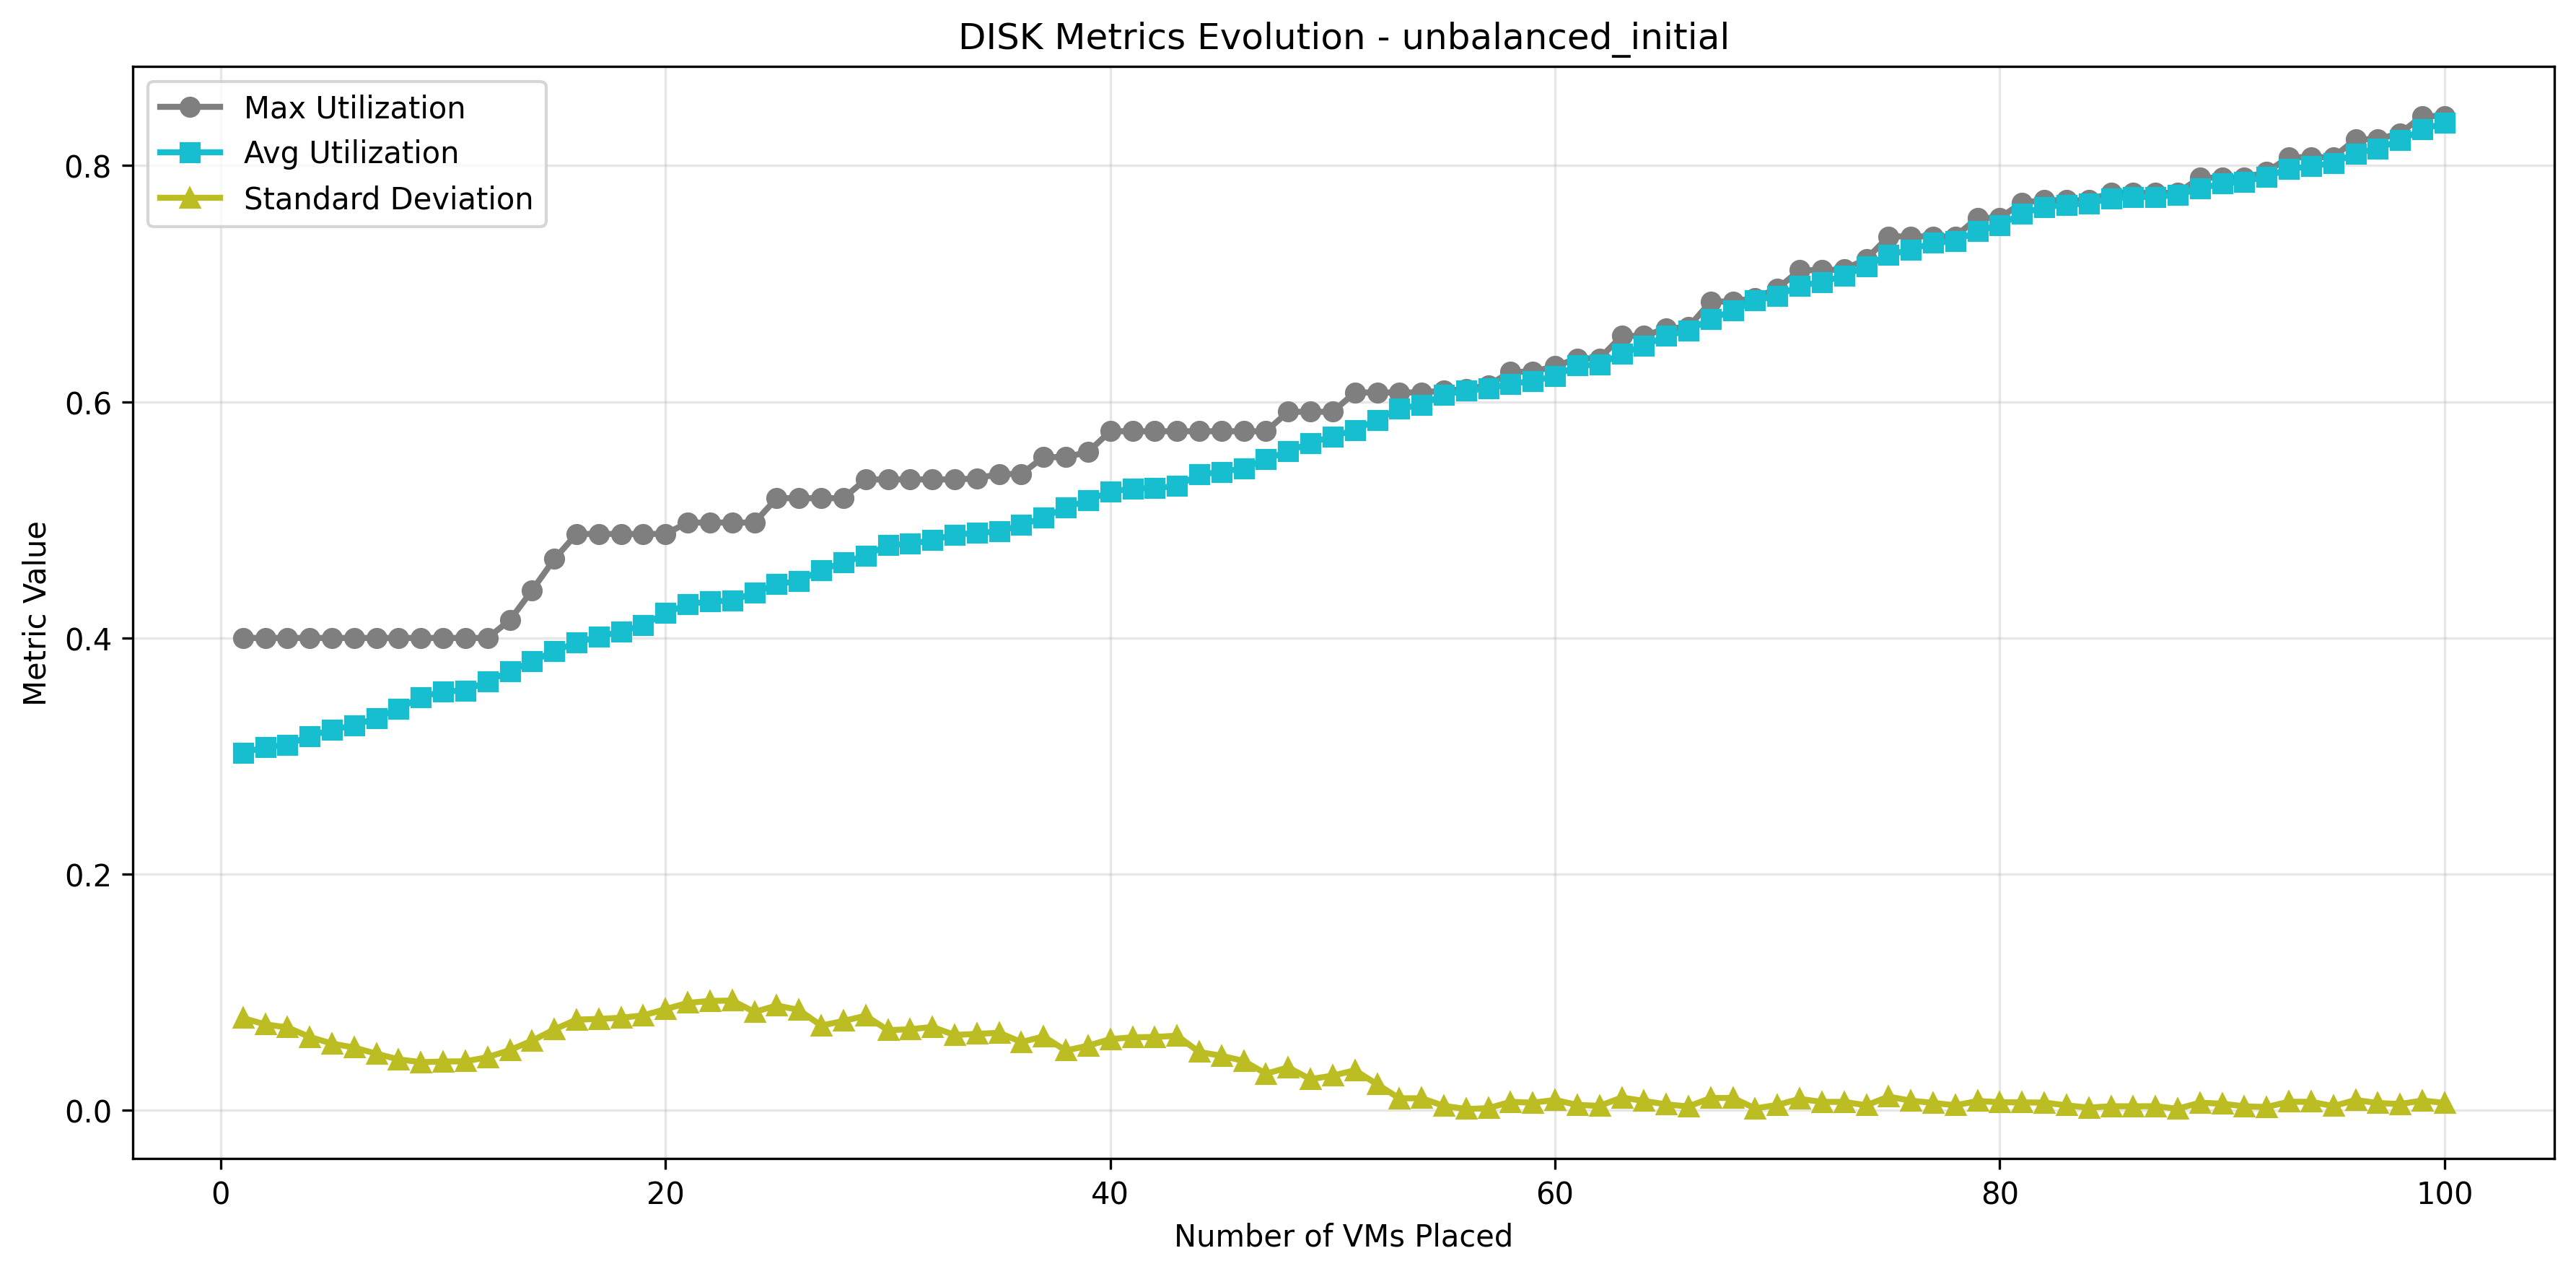 DISK Metrics Evolution - unbalanced_initial
Max Utilization
Avg Utilization
Standard Deviation
Metric Value
0.8
0.6
0.4
0.2
0.0
0 20 40 60 80 100
Number of VMs Placed